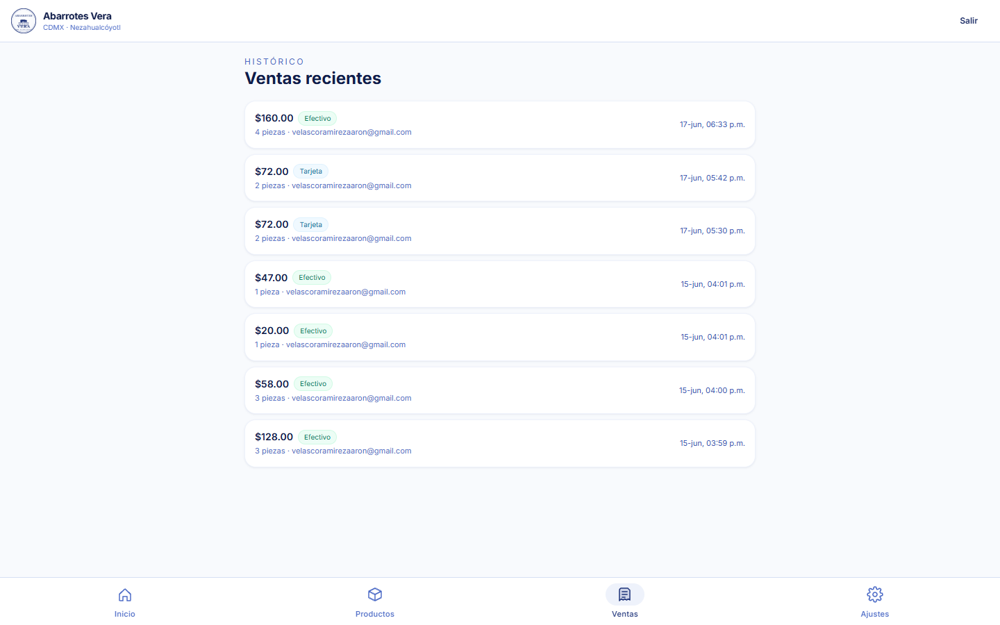 ABARROTES
VERA
Abarrotes Vera
CDMX · Nezahualcóyotl
Salir
HISTÓRICO
Ventas recientes
$160.00 Efectivo
4 piezas · velascoramirezaaron@gmail.com
17-jun, 06:33 p.m.
$72.00 Tarjeta
2 piezas · velascoramirezaaron@gmail.com
17-jun, 05:42 p.m.
$72.00 Tarjeta
2 piezas · velascoramirezaaron@gmail.com
17-jun, 05:30 p.m.
$47.00 Efectivo
1 pieza · velascoramirezaaron@gmail.com
15-jun, 04:01 p.m.
$20.00 Efectivo
1 pieza · velascoramirezaaron@gmail.com
15-jun, 04:01 p.m.
$58.00 Efectivo
3 piezas · velascoramirezaaron@gmail.com
15-jun, 04:00 p.m.
$128.00 Efectivo
3 piezas · velascoramirezaaron@gmail.com
15-jun, 03:59 p.m.
Inicio
Productos
Ventas
Ajustes